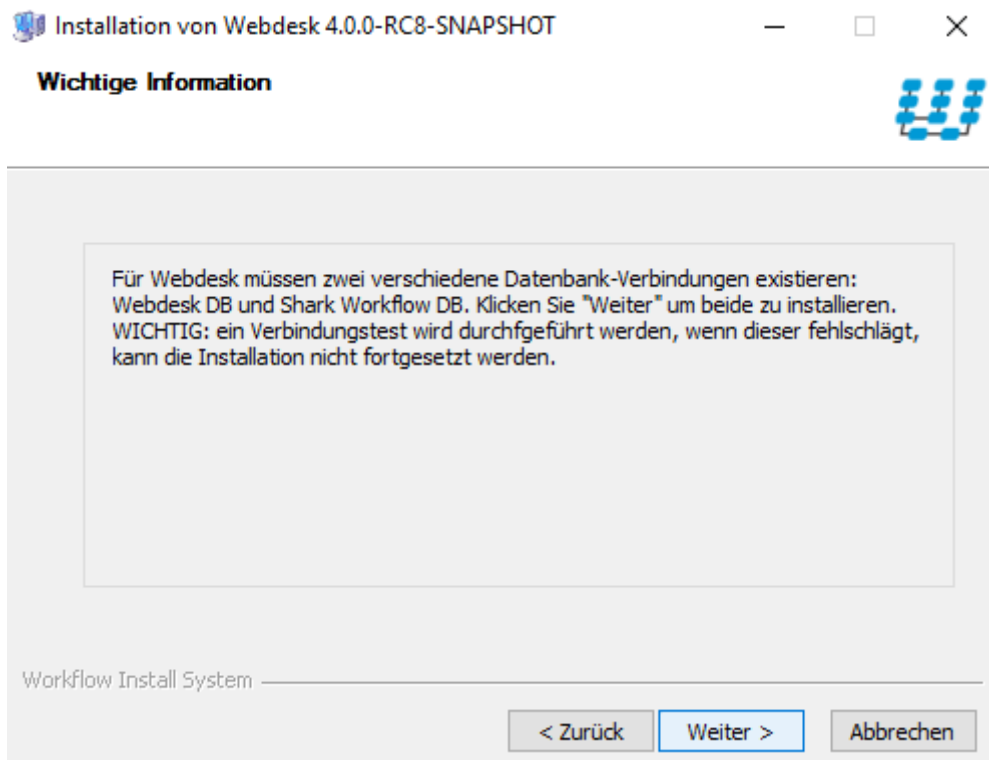 Installation von Webdesk 4.0.0-RC8-SNAPSHOT
Wichtige Information
Für Webdesk müssen zwei verschiedene Datenbank-Verbindungen existieren:
Webdesk DB und Shark Workflow DB. Klicken Sie "Weiter" um beide zu installieren.
WICHTIG: ein Verbindungstest wird durchfgeführt werden, wenn dieser fehlschlägt,
kann die Installation nicht fortgesetzt werden.
Workflow Install System
< Zurück
Weiter >
Abbrechen